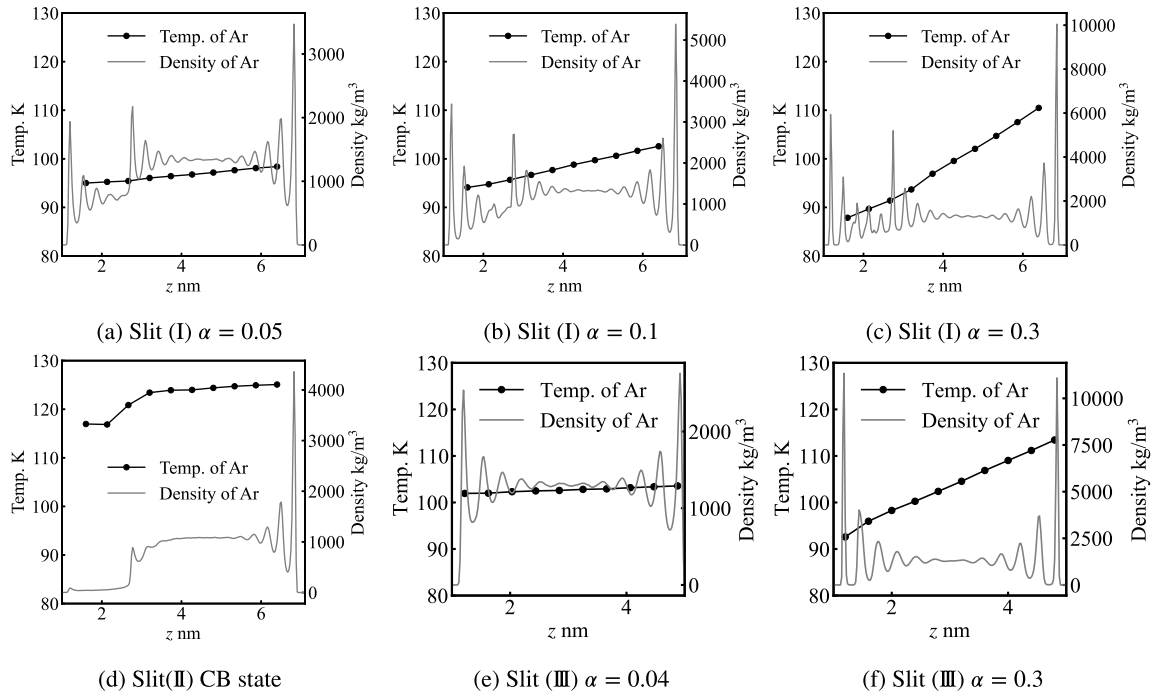 130
120
110
100
90
80
Temp. K
Temp. of Ar
Density of Ar
3000
2000
1000
0
Density kg/m³
2 4 6
z nm
(a) Slit (I) α = 0.05
130
120
110
100
90
80
Temp. K
Temp. of Ar
Density of Ar
5000
4000
3000
2000
1000
0
Density kg/m³
2 4 6
z nm
(b) Slit (I) α = 0.1
130
120
110
100
90
80
Temp. K
Temp. of Ar
Density of Ar
10000
8000
6000
4000
2000
0
Density kg/m³
2 4 6
z nm
(c) Slit (I) α = 0.3
130
120
110
100
90
80
Temp. K
Temp. of Ar
Density of Ar
4000
3000
2000
1000
0
Density kg/m³
2 4 6
z nm
(d) Slit(Ⅱ) CB state
130
120
110
100
90
80
Temp. K
Temp. of Ar
Density of Ar
2000
1000
0
Density kg/m³
2 4
z nm
(e) Slit (Ⅲ) α = 0.04
130
120
110
100
90
80
Temp. K
Temp. of Ar
Density of Ar
10000
7500
5000
2500
0
Density kg/m³
2 4
z nm
(f) Slit (Ⅲ) α = 0.3